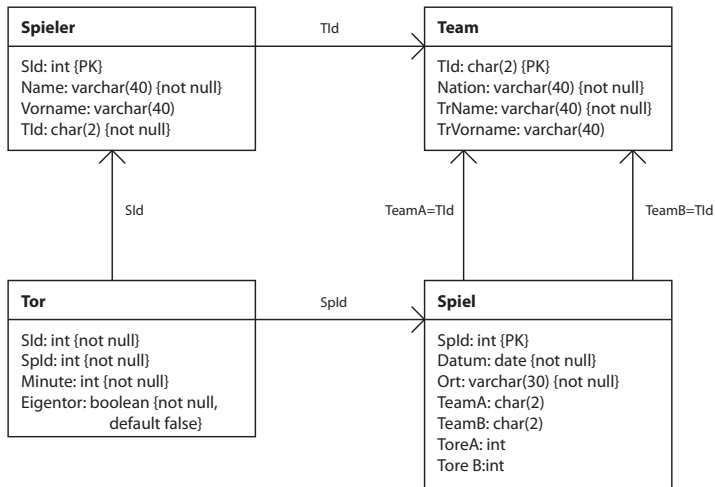 Spieler
SId: int {PK}
Name: varchar(40) {not null}
Vorname: varchar(40)
TId: char(2) {not null}
TId
Team
TId: char(2) {PK}
Nation: varchar(40) {not null}
TrName: varchar(40) {not null}
TrVorname: varchar(40)
SId
TeamA=TId
TeamB=TId
Tor
SId: int {not null}
SpId: int {not null}
Minute: int {not null}
Eigentor: boolean {not null,
default false}
SpId
Spiel
SpId: int {PK}
Datum: date {not null}
Ort: varchar(30) {not null}
TeamA: char(2)
TeamB: char(2)
ToreA: int
Tore B:int